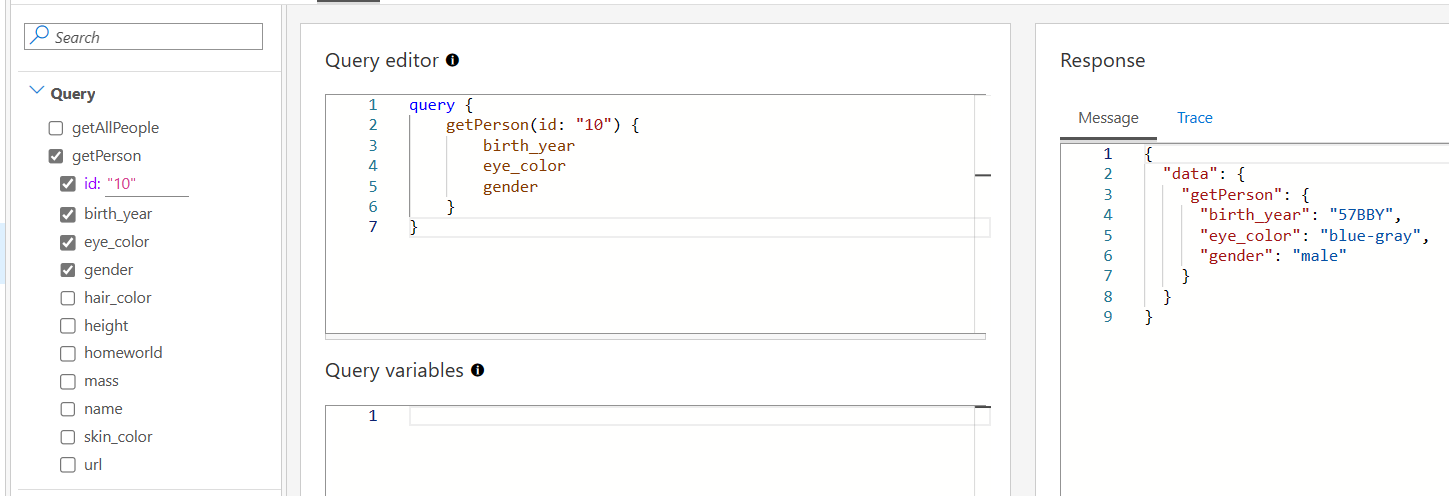 Search
Query
getAllPeople
getPerson
id: "10"
birth_year
eye_color
gender
hair_color
height
homeworld
mass
name
skin_color
url
Query editor
1 query {
2 getPerson(id: "10") {
3 birth_year
4 eye_color
5 gender
6 }
7 }
Query variables
1
Response
Message Trace
1 {
2 "data": {
3 "getPerson": {
4 "birth_year": "57BBY",
5 "eye_color": "blue-gray",
6 "gender": "male"
7 }
8 }
9 }